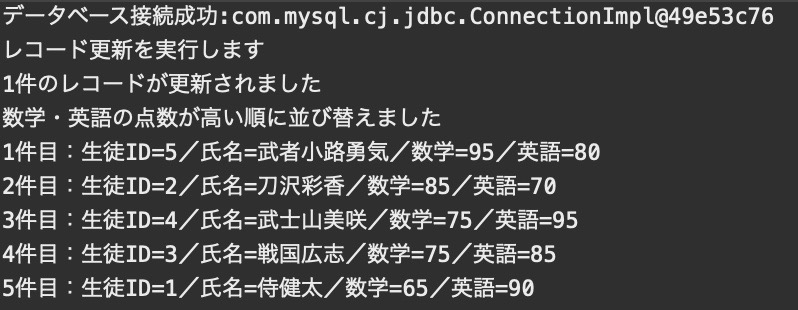 データベース接続成功:com.mysql.cj.jdbc.ConnectionImpl@49e53c76
レコード更新を実行します
1件のレコードが更新されました
数学・英語の点数が高い順に並び替えました
1件目：生徒ID=5／氏名=武者小路勇気／数学=95／英語=80
2件目：生徒ID=2／氏名=刀沢彩香／数学=85／英語=70
3件目：生徒ID=4／氏名=武士山美咲／数学=75／英語=95
4件目：生徒ID=3／氏名=戦国広志／数学=75／英語=85
5件目：生徒ID=1／氏名=侍健太／数学=65／英語=90